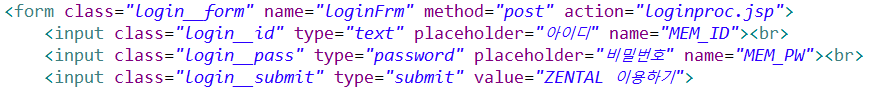 <form class="login__form" name="loginFrm" method="post" action="loginproc.jsp">
<input class="login__id" type="text" placeholder="아이디" name="MEM_ID"><br>
<input class="login__pass" type="password" placeholder="비밀번호" name="MEM_PW"><br>
<input class="login__submit" type="submit" value="ZENTAL 이용하기">